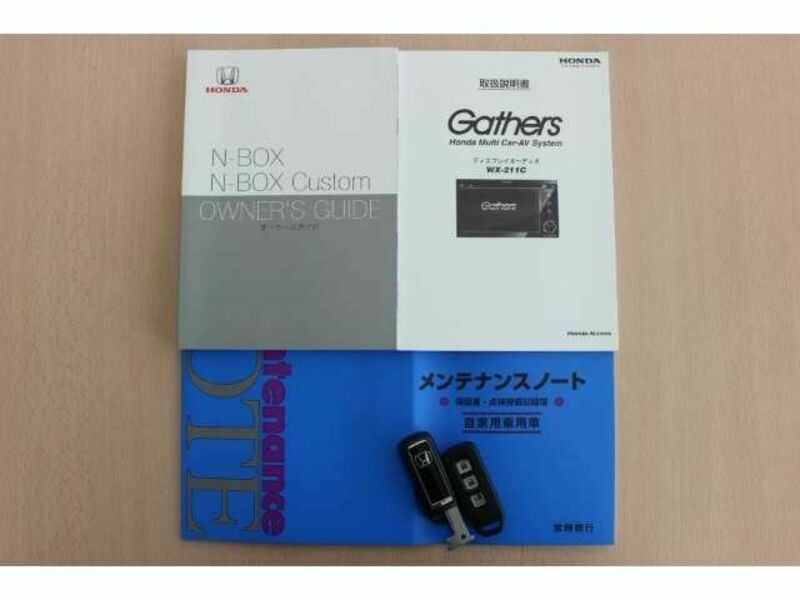 HONDA
N-BOX
N-BOX Custom
OWNER'S GUIDE
オーナーズガイド
HONDA
取扱説明書
Gathers
Honda Multi Car-AV System
ディスプレイオーディオ
WX-211C
Gathers
Honda Access
メンテナンスノート
保証書・点検整備記録簿
自家用乗用車
tenance
OTE